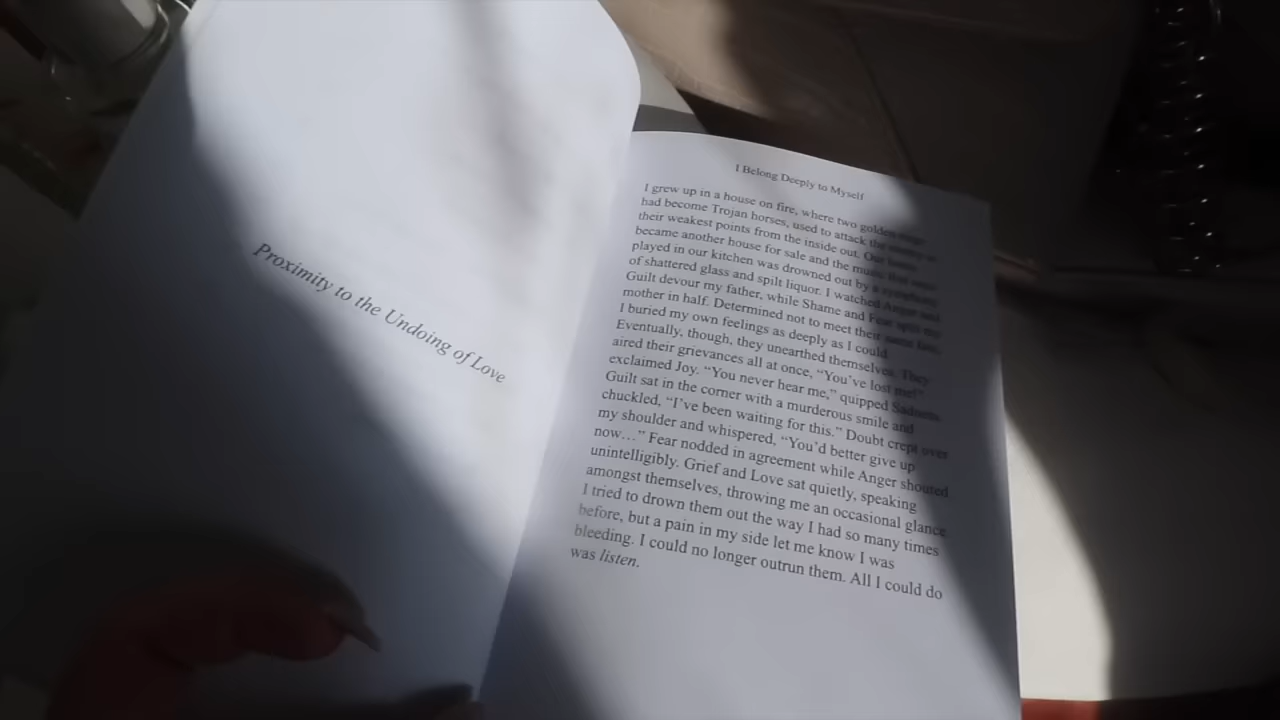 Proximity to the Undoing of Love
I Belong Deeply to Myself
I grew up in a house on fire, where two golden
had become Trojan horses, used to attack the
their weakest points from the inside out. Our
became another house for sale and the music that
played in our kitchen was drowned out by a symphony
of shattered glass and spilt liquor. I watched Anger and
Guilt devour my father, while Shame and Fear split my
mother in half. Determined not to meet their same fate,
I buried my own feelings as deeply as I could.
Eventually, though, they unearthed themselves. They
aired their grievances all at once, “You’ve lost me!”
exclaimed Joy. “You never hear me,” quipped Sadness.
Guilt sat in the corner with a murderous smile and
chuckled, “I’ve been waiting for this.” Doubt crept over
my shoulder and whispered, “You’d better give up
now…” Fear nodded in agreement while Anger shouted
unintelligibly. Grief and Love sat quietly, speaking
amongst themselves, throwing me an occasional glance.
I tried to drown them out the way I had so many times
before, but a pain in my side let me know I was
bleeding. I could no longer outrun them. All I could do
was listen.